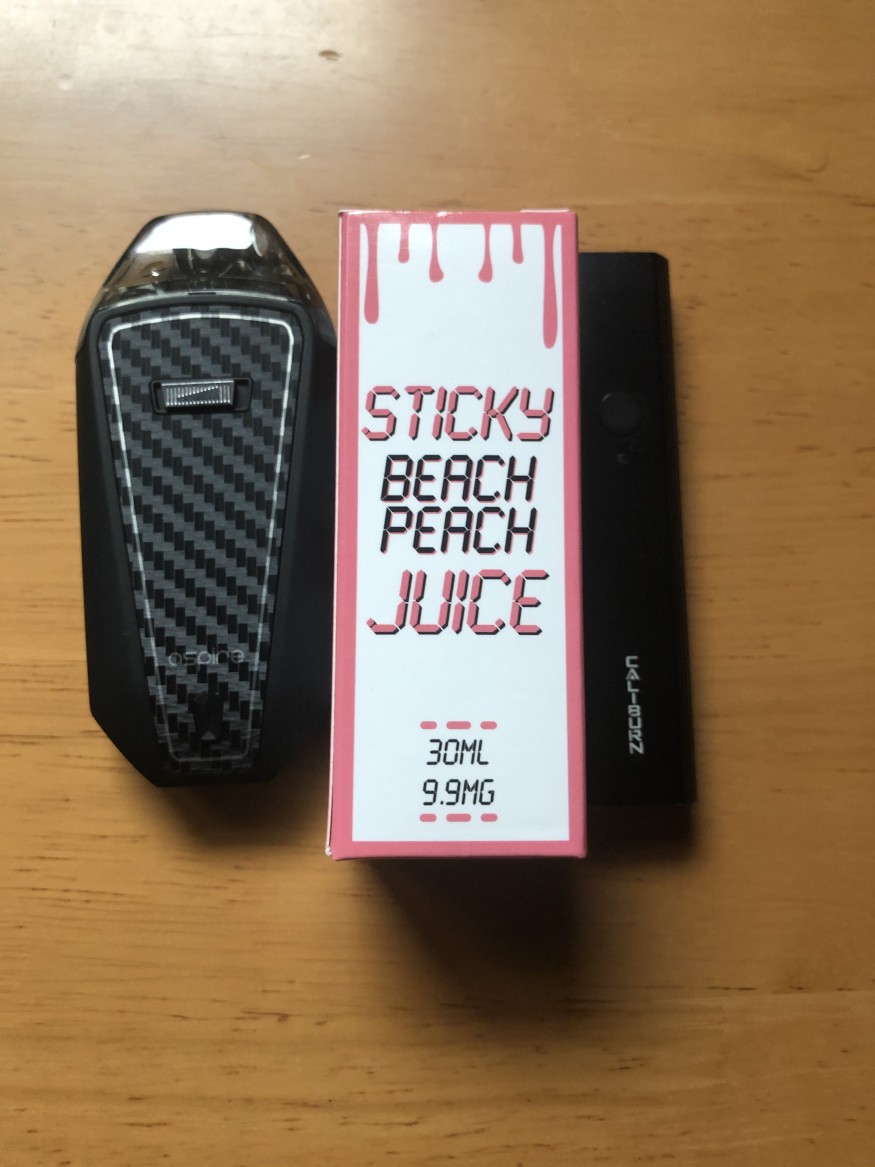 aspire
STICKY
BEACH
PEACH
JUICE
30ML
9.9MG
CALIBURN